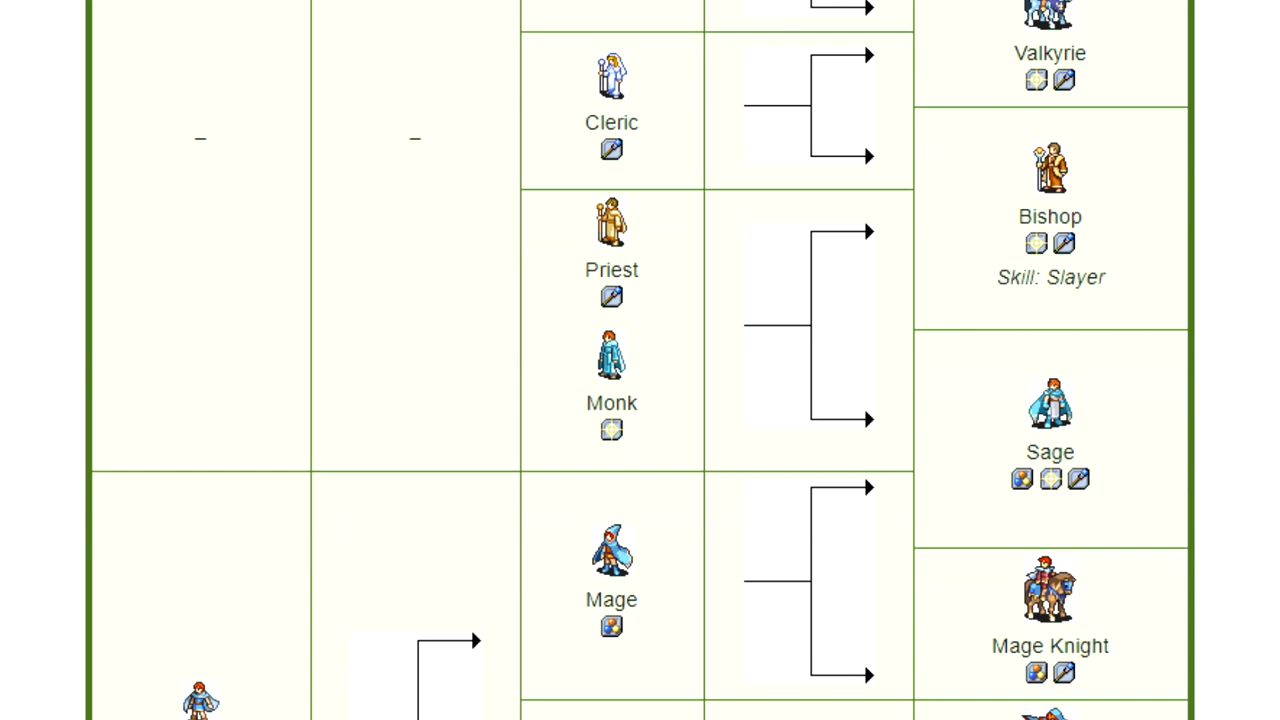 Valkyrie
–
–
Cleric
Bishop
Skill: Slayer
Priest
Monk
Sage
Mage
Mage Knight